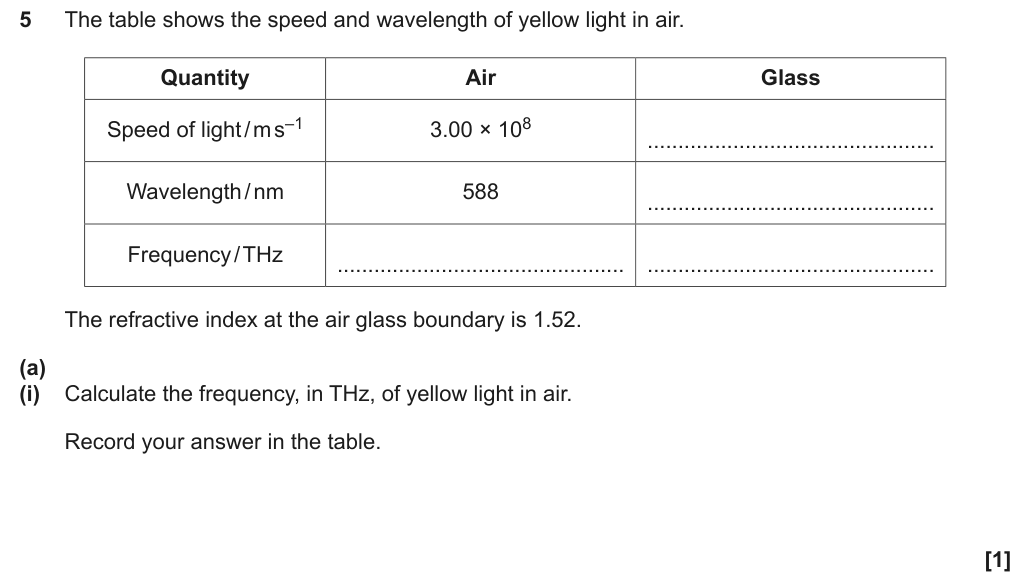 5 The table shows the speed and wavelength of yellow light in air.
Quantity Air Glass
Speed of light/m s⁻¹ 3.00 × 10⁸ ..............................................
Wavelength/nm 588 ..............................................
Frequency/THz .............................................. ..............................................
The refractive index at the air glass boundary is 1.52.
(a)
(i) Calculate the frequency, in THz, of yellow light in air.
Record your answer in the table.
[1]